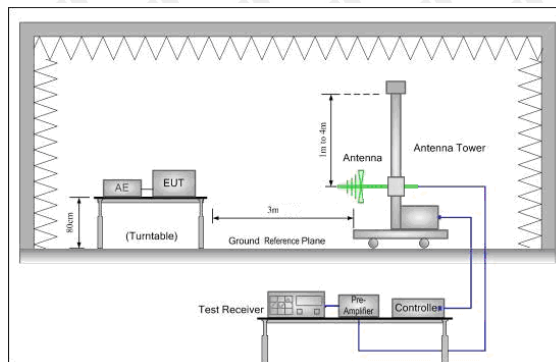 1m to 4m
Antenna
Antenna Tower
AE
EUT
80cm
(Turntable)
3m
Ground Reference Plane
Test Receiver
Pre-
Amplifier
Controller